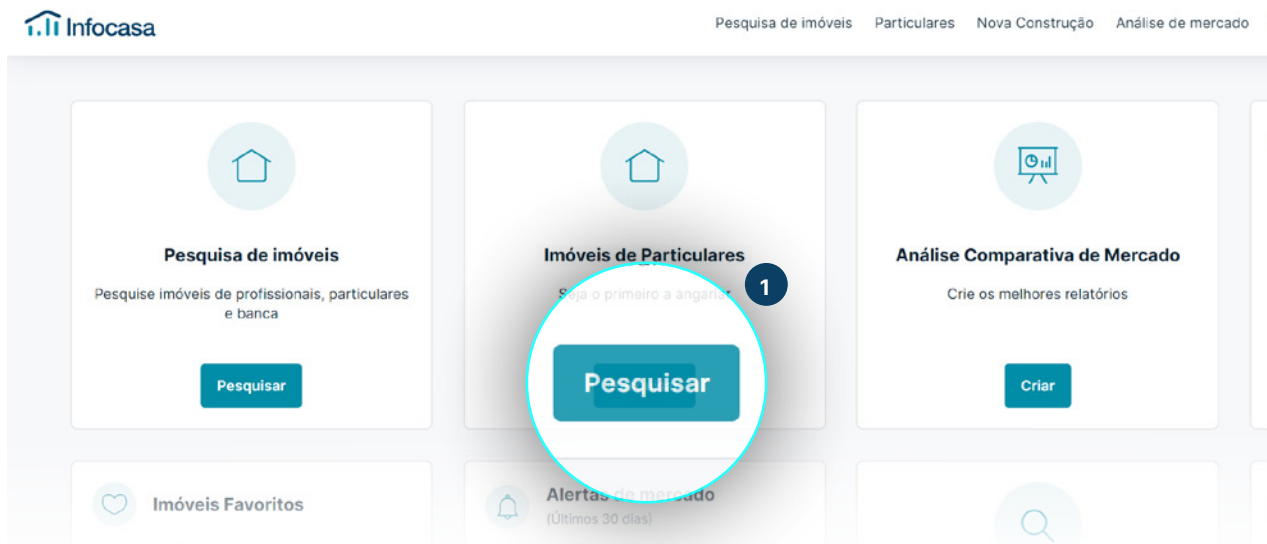 Infocasa
Pesquisa de imóveis Particulares Nova Construção Análise de mercado
Pesquisa de imóveis
Pesquise imóveis de profissionais, particulares
e banca
Pesquisar
Imóveis de Particulares
Seja o primeiro a angariar
1
Pesquisar
Análise Comparativa de Mercado
Crie os melhores relatórios
Criar
Imóveis Favoritos
Alertas de mercado
(Últimos 30 dias)